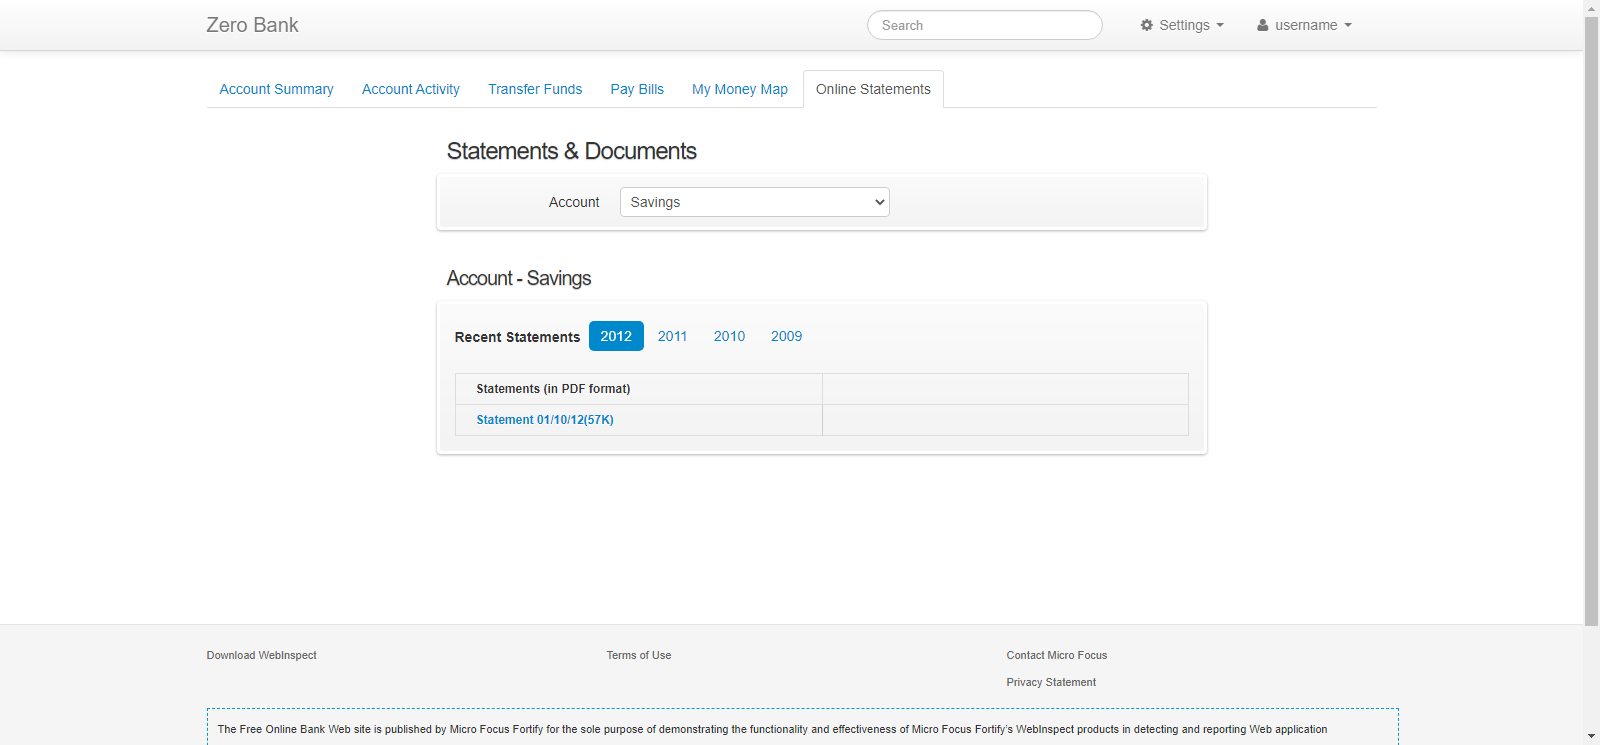 Zero Bank
Search
Settings
username
Account Summary
Account Activity
Transfer Funds
Pay Bills
My Money Map
Online Statements
Statements & Documents
Account
Savings
Account - Savings
Recent Statements
2012
2011
2010
2009
Statements (in PDF format)
Statement 01/10/12(57K)
Download WebInspect
Terms of Use
Contact Micro Focus
Privacy Statement
The Free Online Bank Web site is published by Micro Focus Fortify for the sole purpose of demonstrating the functionality and effectiveness of Micro Focus Fortify's WebInspect products in detecting and reporting Web application